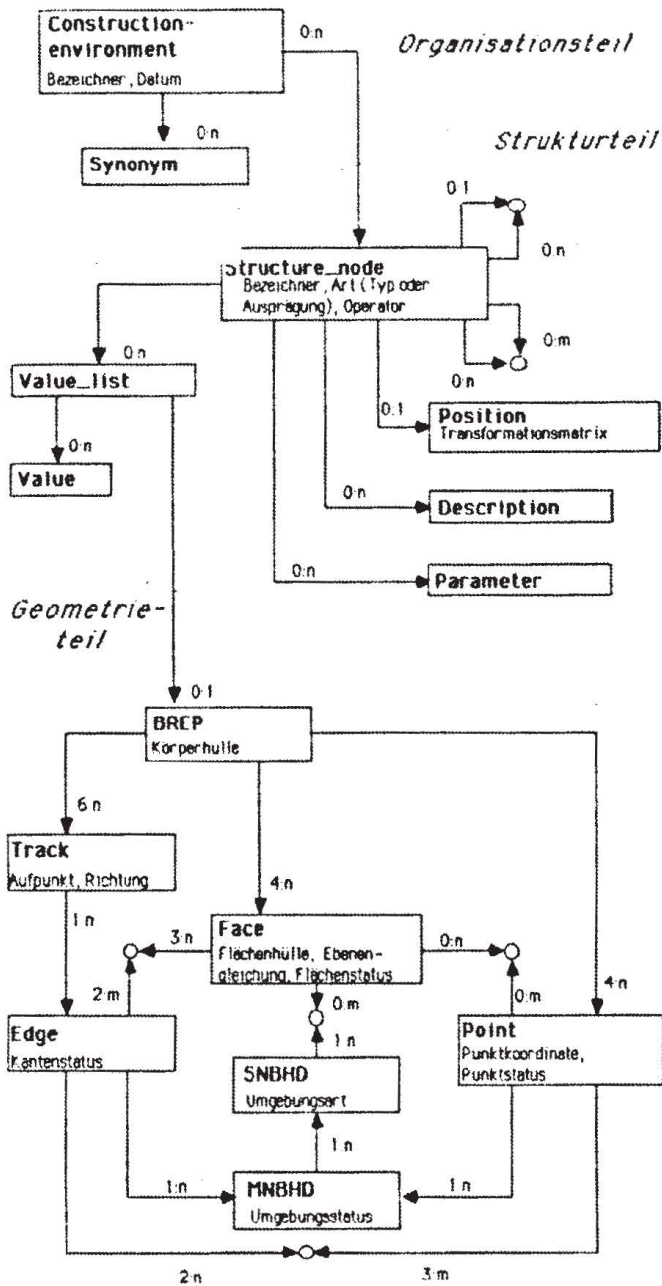 Construction-
environment
Bezeichner, Datum
0:n
Organisationsteil
0:n
Synonym
Strukturteil
0:1
0:n
Structure_node
Bezeichner, Art (Typ oder
Ausprägung), Operator
0:n
0:m
0:n
Value_list
0:1
Position
Transformationsmatrix
0:n
Value
0:n
Description
0:n
Parameter
Geometrie-
teil
0:1
BREP
Körperhülle
6:n
Track
Aufpunkt, Richtung
4:n
1:n
Face
Flächenhülle, Ebenen-
gleichung, Flächenstatus
3:n
0:n
2:m
0:m
0:m
4:n
Edge
Kantenstatus
1:n
Point
Punktkoordinate,
Punktstatus
SNBHD
Umgebungsart
1:n
1:n
MNBHD
Umgebungsstatus
1:n
2:n
3:m